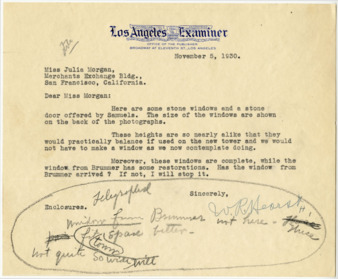 Los Angeles Examiner
OFFICE OF THE PUBLISHER
BROADWAY AT ELEVENTH ST., LOS ANGELES.
November 5, 1930.
Miss Julia Morgan,
Merchants Exchange Bldg.,
San Francisco, California.
Dear Miss Morgan:
Here are some stone windows and a stone
door offered by Samuels. The size of the windows are shown
on the back of the photographs.
These heights are so nearly alike that they
would practically balance if used on the new tower and we would
not have to make a window as we now contemplate doing.
Moreover, these windows are complete, while the
window from Brummer has some restorations. Has the window from
Brummer arrived ? If not, I will stop it.
Telegraphed
Sincerely,
Enclosures.
W. R. Hearst
Window from Brummer not here
fits space better
not quite so wide